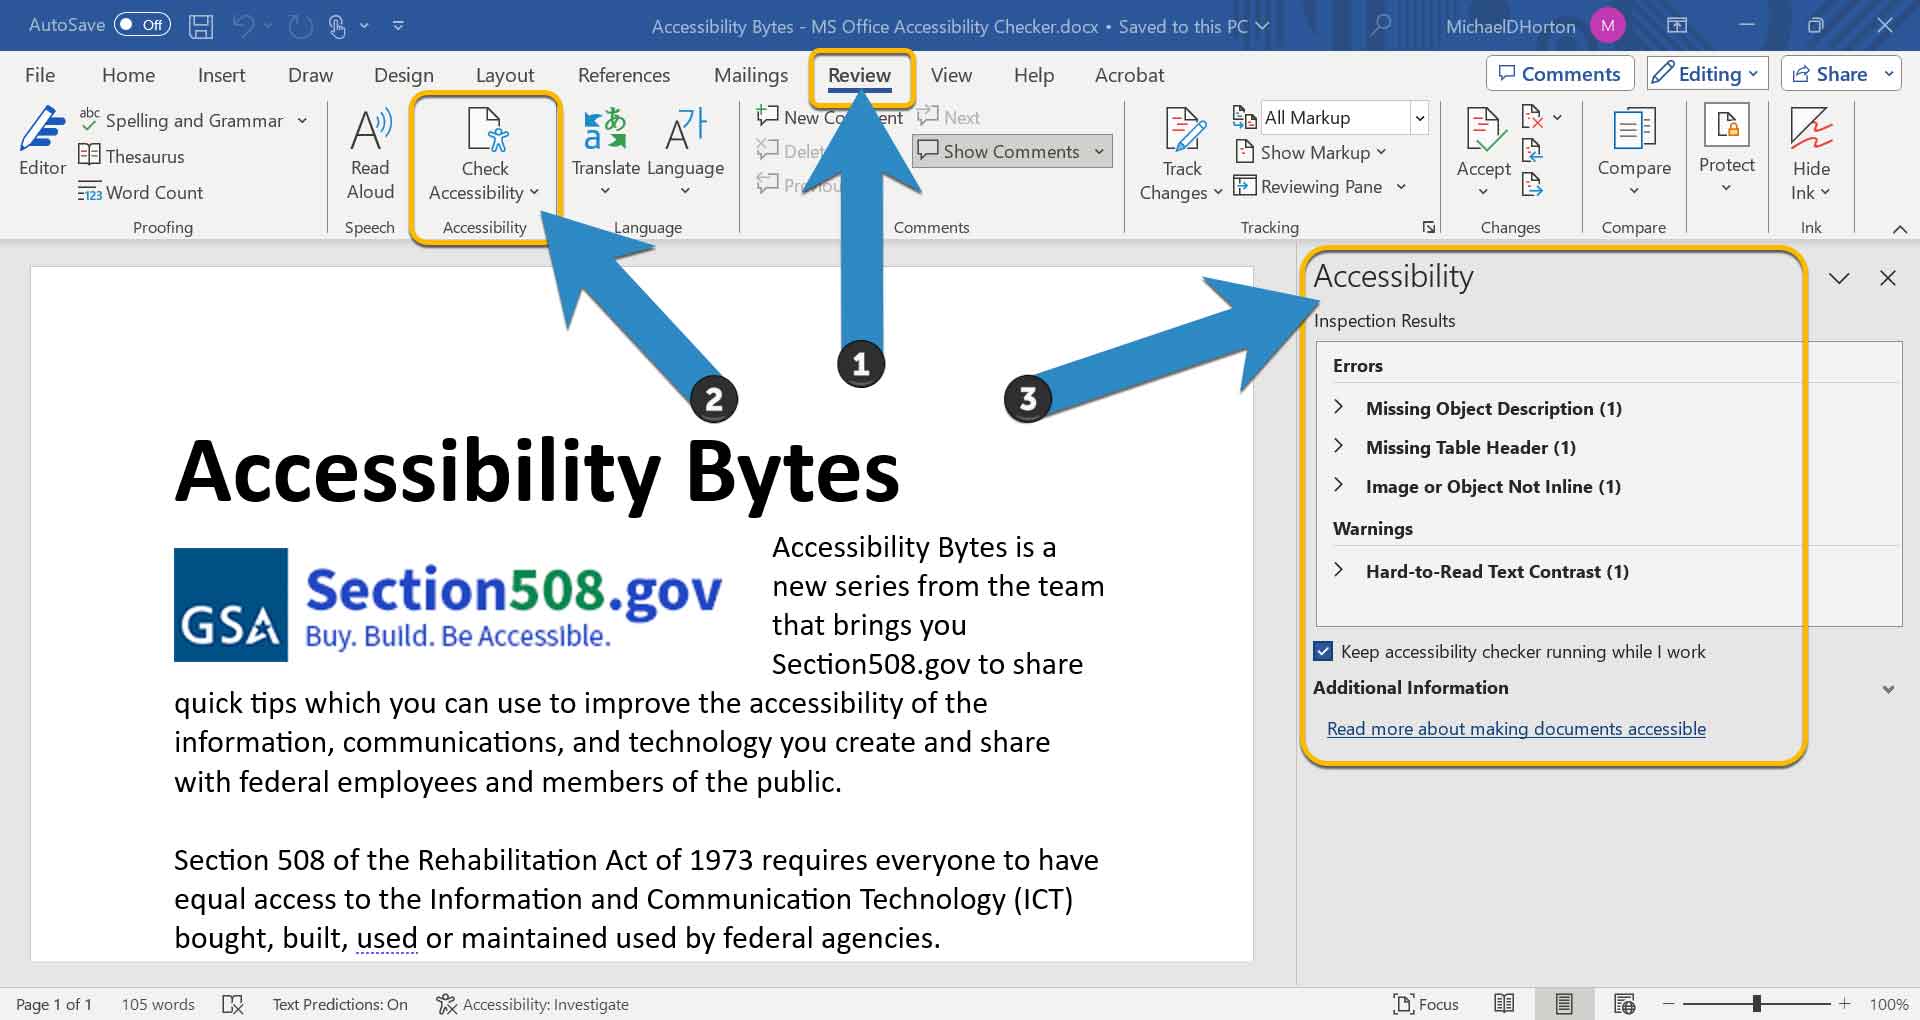 AutoSave Off
Accessibility Bytes - MS Office Accessibility Checker.docx • Saved to this PC
MichaelDHorton M
File Home Insert Draw Design Layout References Mailings Review View Help Acrobat
Comments Editing Share
Editor
abc Spelling and Grammar
Thesaurus
123 Word Count
Proofing
Read
Aloud
Speech
Check
Accessibility
Accessibility
Translate
Language
Language
New Comment
Next
Show Comments
Comments
Track
Changes
All Markup
Show Markup
Reviewing Pane
Tracking
Accept
Changes
Compare
Compare
Protect
Hide
Ink
Ink
1
2
3
Accessibility Bytes
GSA
Section508.gov
Buy. Build. Be Accessible.
Accessibility Bytes is a
new series from the team
that brings you
Section508.gov to share
quick tips which you can use to improve the accessibility of the
information, communications, and technology you create and share
with federal employees and members of the public.
Section 508 of the Rehabilitation Act of 1973 requires everyone to have
equal access to the Information and Communication Technology (ICT)
bought, built, used or maintained used by federal agencies.
Accessibility
Inspection Results
Errors
Missing Object Description (1)
Missing Table Header (1)
Image or Object Not Inline (1)
Warnings
Hard-to-Read Text Contrast (1)
Keep accessibility checker running while I work
Additional Information
Read more about making documents accessible
Page 1 of 1 105 words Text Predictions: On Accessibility: Investigate
Focus 100%